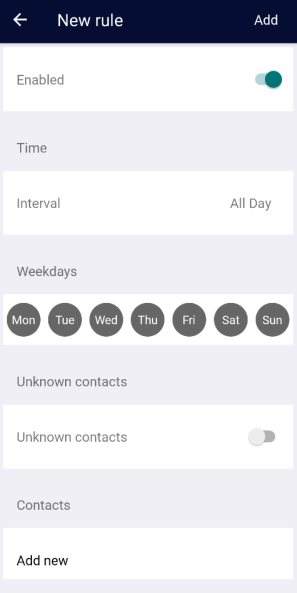 New rule Add
Enabled
Time
Interval All Day
Weekdays
Mon Tue Wed Thu Fri Sat Sun
Unknown contacts
Unknown contacts
Contacts
Add new